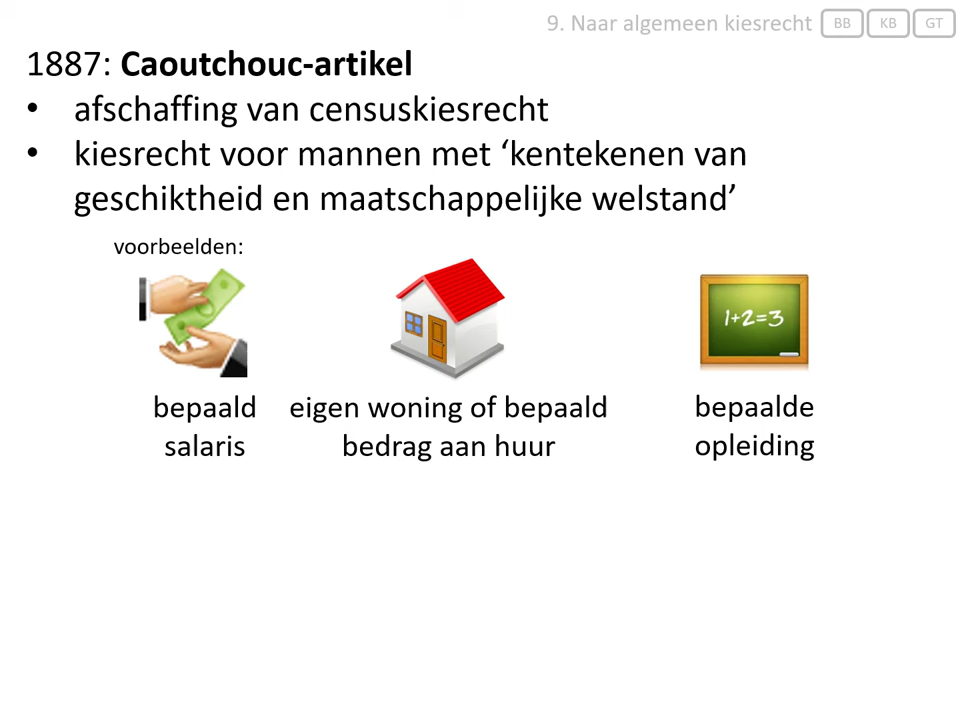 9. Naar algemeen kiesrecht BB KB GT
1887: Caoutchouc-artikel
• afschaffing van censuskiesrecht
• kiesrecht voor mannen met ‘kentekenen van
geschiktheid en maatschappelijke welstand’
voorbeelden:
1+2=3
bepaald eigen woning of bepaald bepaalde
salaris bedrag aan huur opleiding